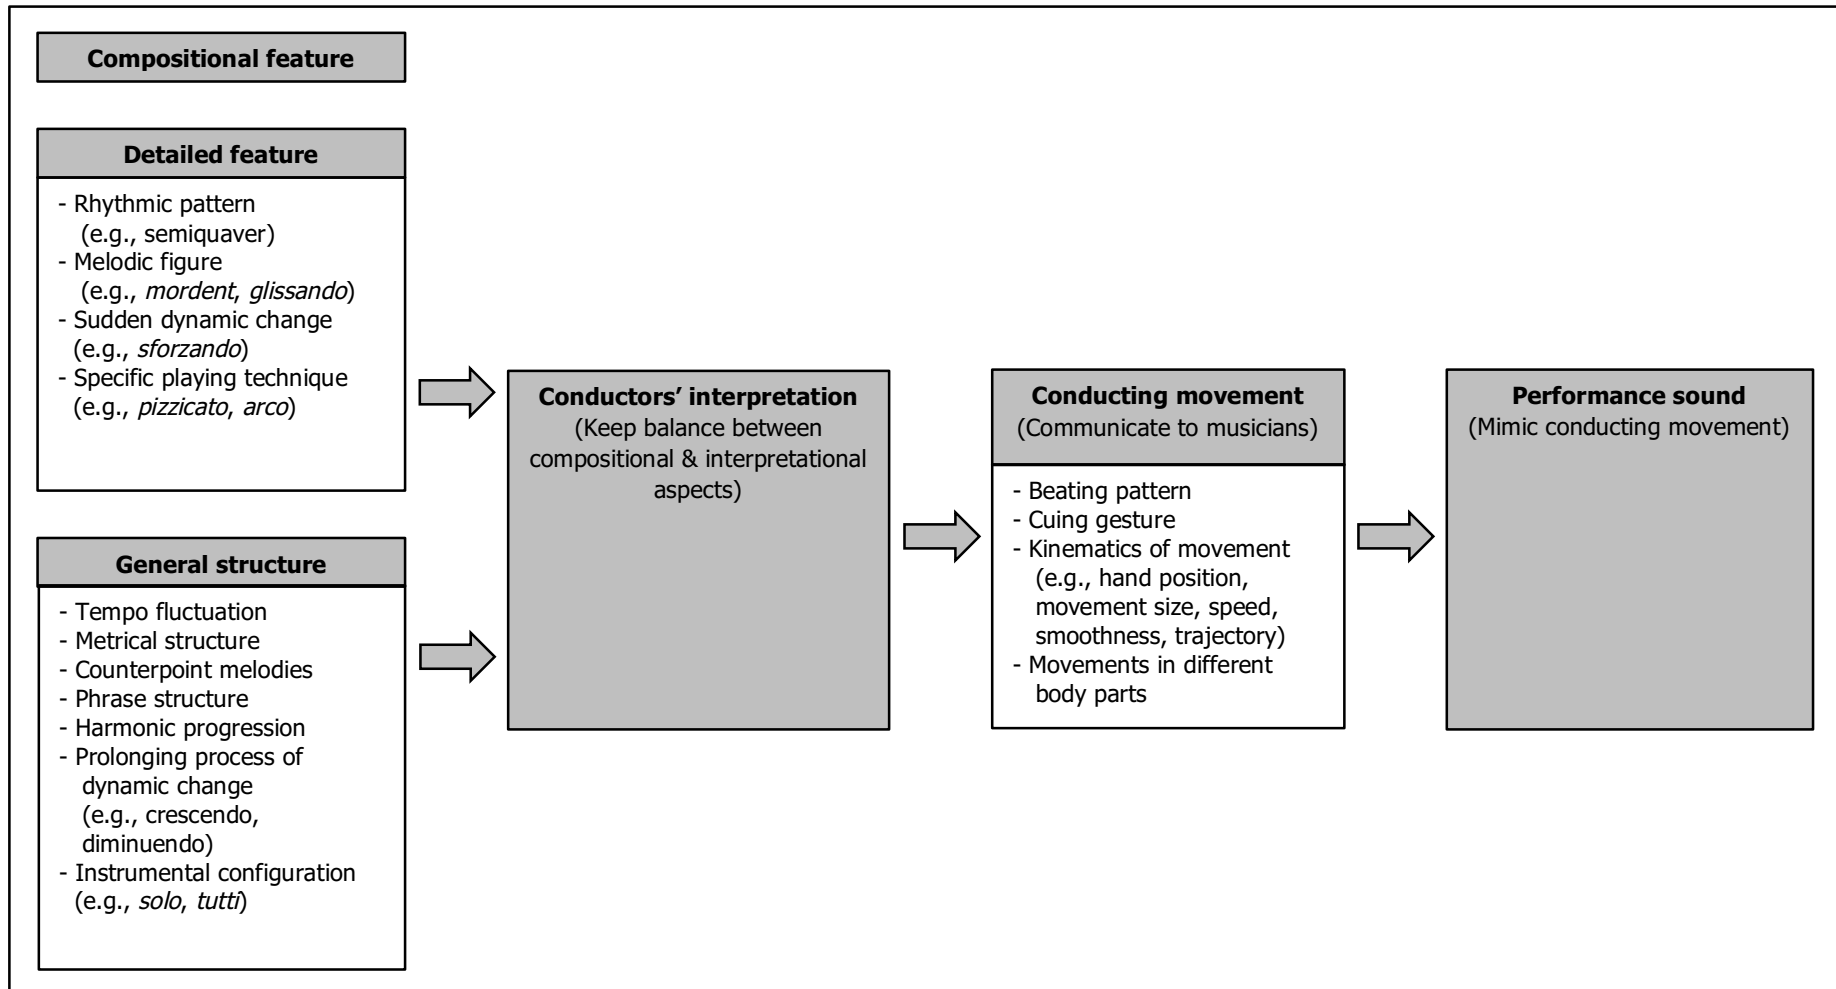 Compositional feature
Detailed feature
- Rhythmic pattern
(e.g., semiquaver)
- Melodic figure
(e.g., mordent, glissando)
- Sudden dynamic change
(e.g., sforzando)
- Specific playing technique
(e.g., pizzicato, arco)
General structure
- Tempo fluctuation
- Metrical structure
- Counterpoint melodies
- Phrase structure
- Harmonic progression
- Prolonging process of
dynamic change
(e.g., crescendo,
diminuendo)
- Instrumental configuration
(e.g., solo, tutti)
Conductors’ interpretation
(Keep balance between
compositional & interpretational
aspects)
Conducting movement
(Communicate to musicians)
- Beating pattern
- Cuing gesture
- Kinematics of movement
(e.g., hand position,
movement size, speed,
smoothness, trajectory)
- Movements in different
body parts
Performance sound
(Mimic conducting movement)